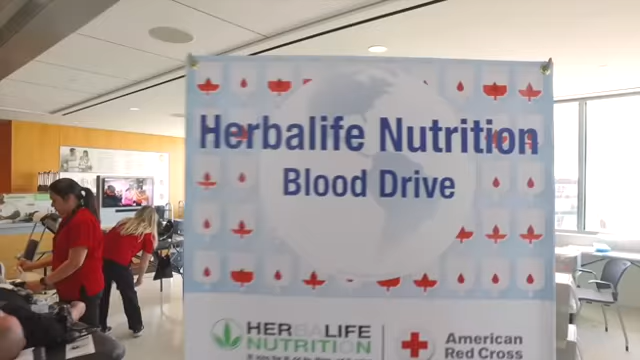 Herbalife Nutrition
Blood Drive
HERBALIFE
NUTRITION
American
Red Cross